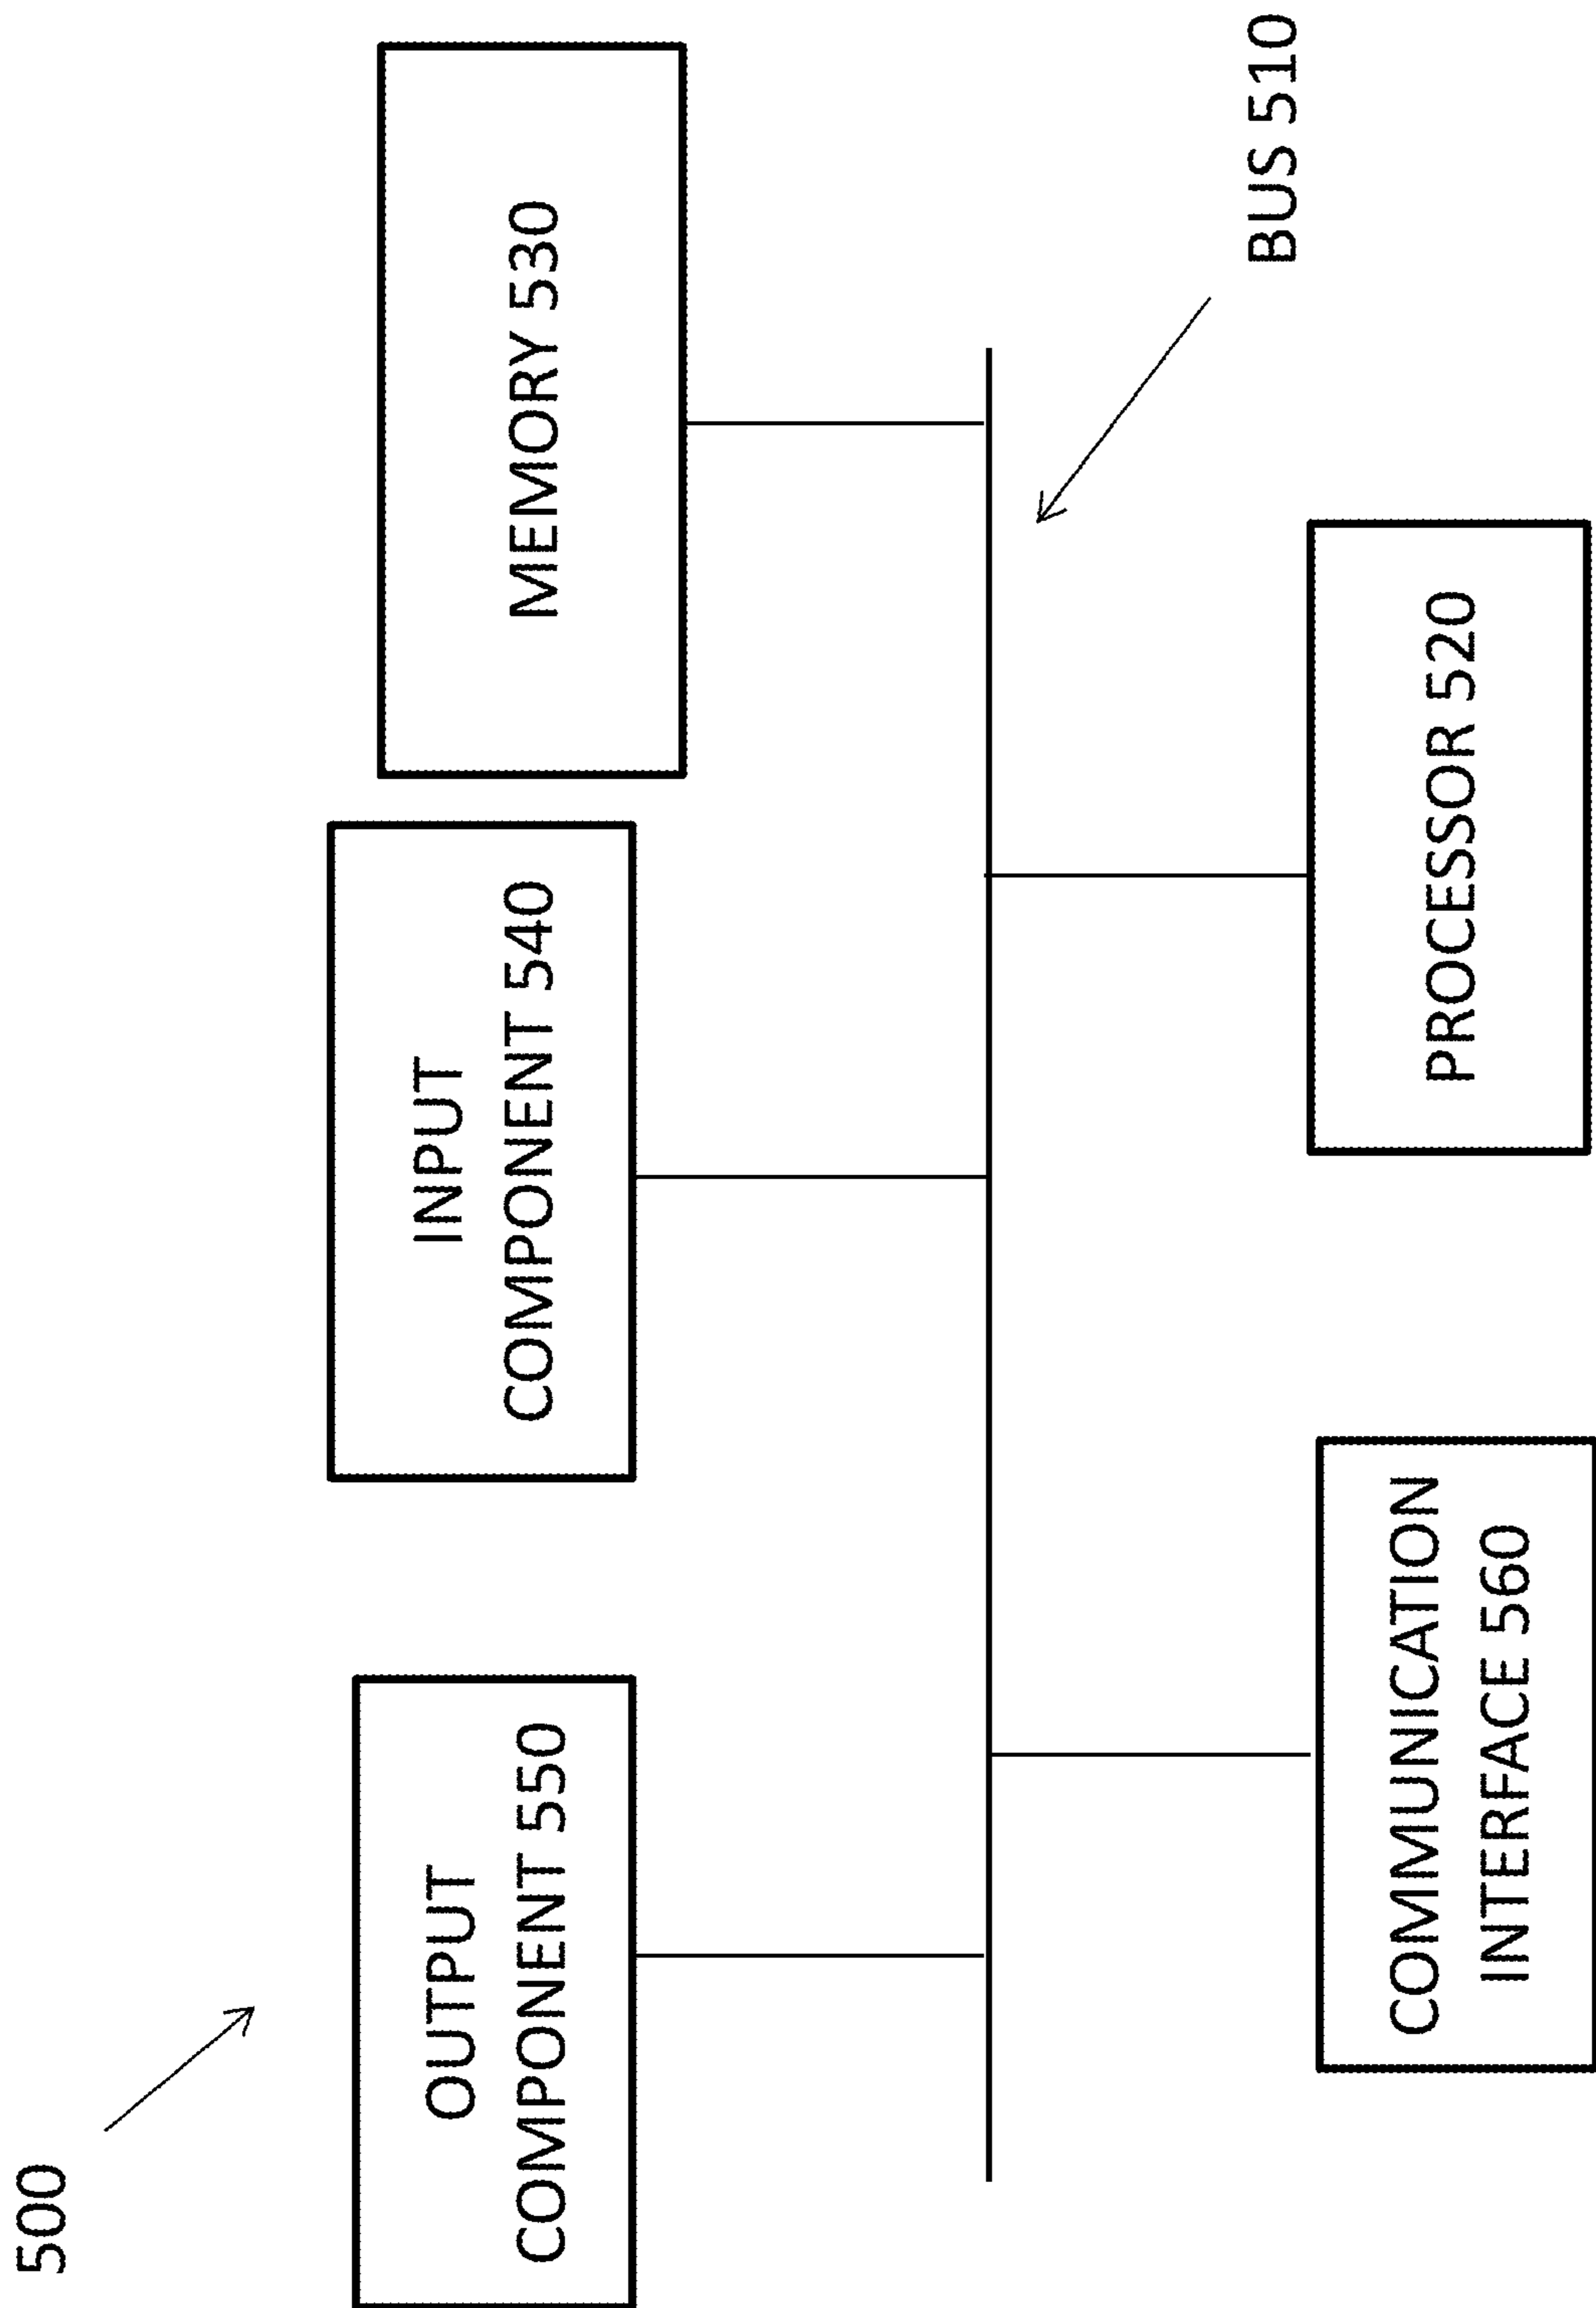 500
OUTPUT
COMPONENT 550
INPUT
COMPONENT 540
MEMORY 530
BUS 510
COMMUNICATION
INTERFACE 560
PROCESSOR 520